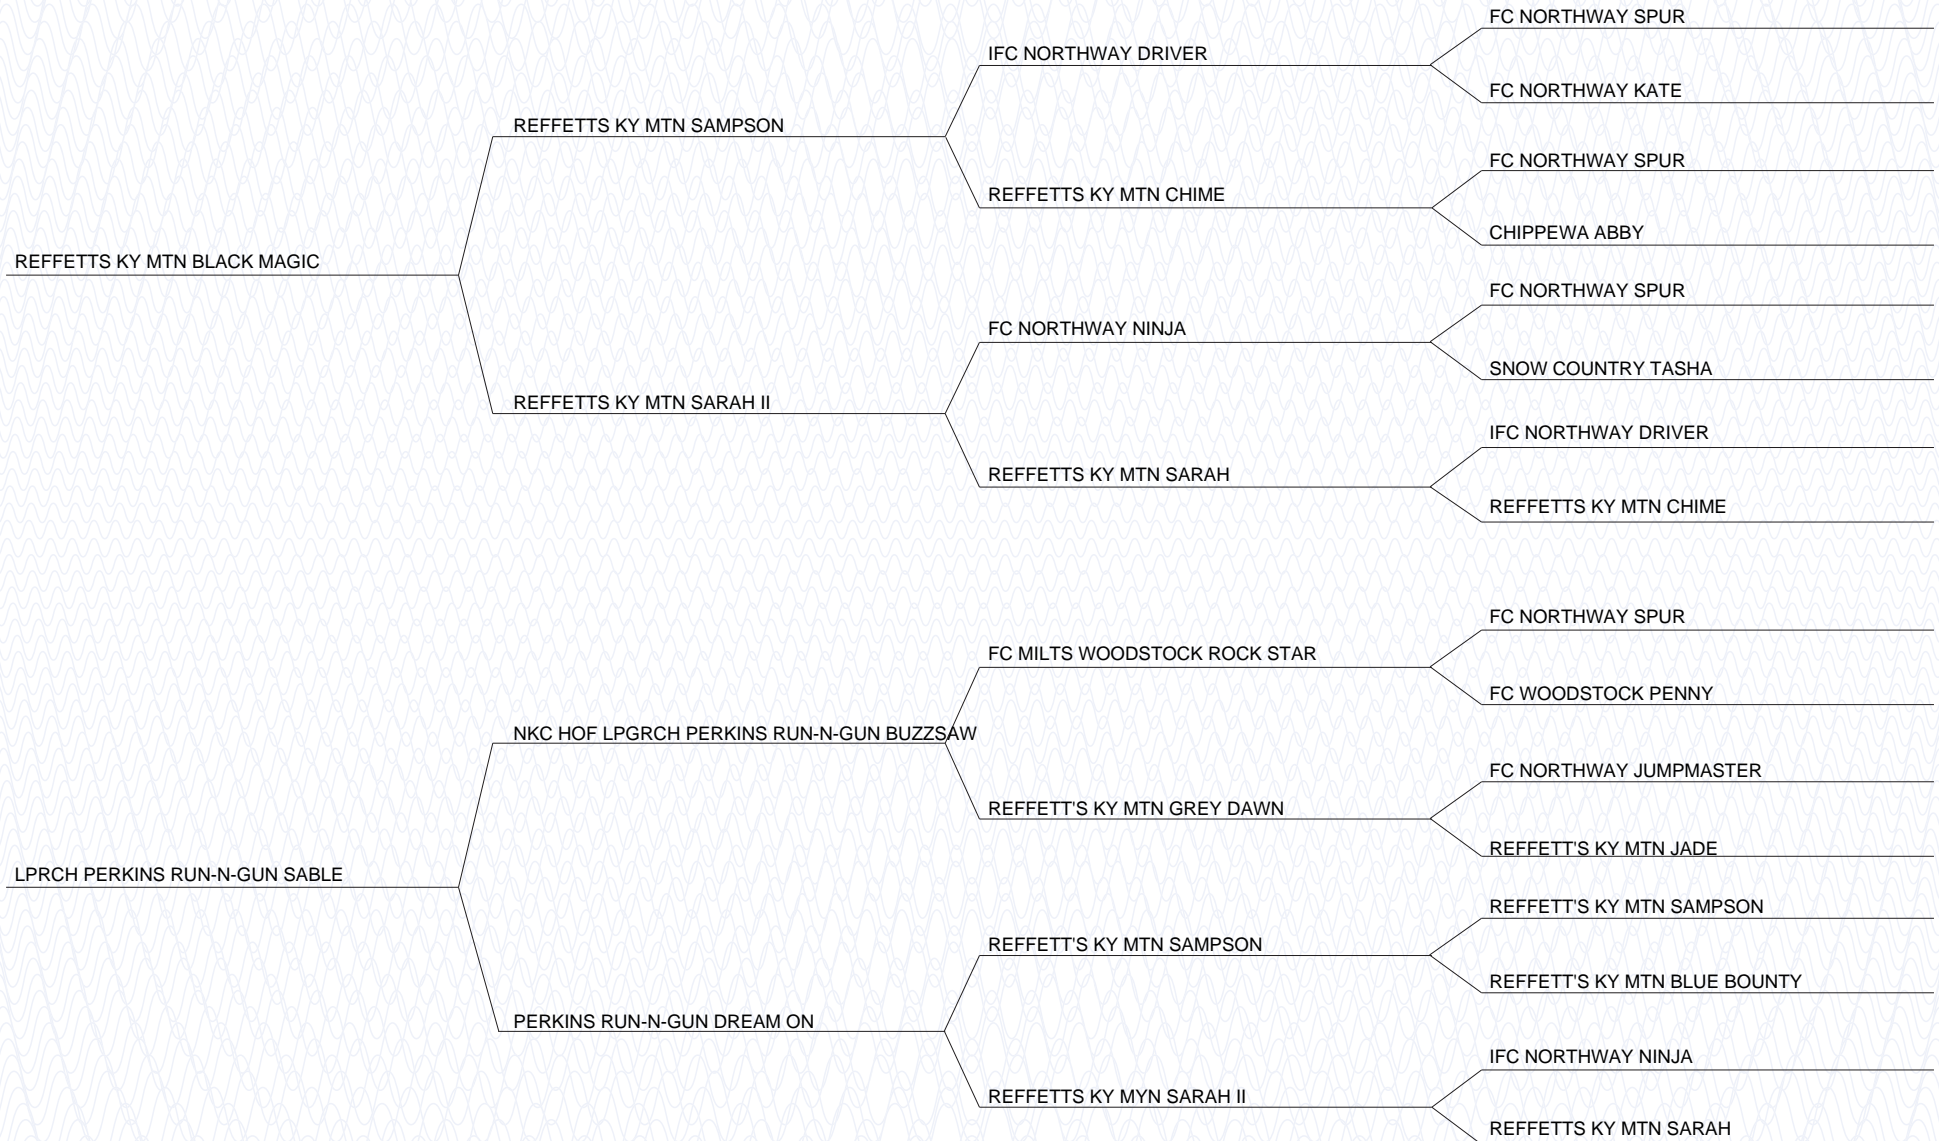 FC NORTHWAY SPUR
IFC NORTHWAY DRIVER
FC NORTHWAY KATE
REFFETTS KY MTN SAMPSON
FC NORTHWAY SPUR
REFFETTS KY MTN CHIME
CHIPPEWA ABBY
REFFETTS KY MTN BLACK MAGIC
FC NORTHWAY SPUR
FC NORTHWAY NINJA
SNOW COUNTRY TASHA
REFFETTS KY MTN SARAH II
IFC NORTHWAY DRIVER
REFFETTS KY MTN SARAH
REFFETTS KY MTN CHIME
FC NORTHWAY SPUR
FC MILTS WOODSTOCK ROCK STAR
FC WOODSTOCK PENNY
NKC HOF LPGRCH PERKINS RUN-N-GUN BUZZSAW
FC NORTHWAY JUMPMASTER
REFFETT'S KY MTN GREY DAWN
REFFETT'S KY MTN JADE
LPRCH PERKINS RUN-N-GUN SABLE
REFFETT'S KY MTN SAMPSON
REFFETT'S KY MTN SAMPSON
REFFETT'S KY MTN BLUE BOUNTY
PERKINS RUN-N-GUN DREAM ON
IFC NORTHWAY NINJA
REFFETTS KY MYN SARAH II
REFFETTS KY MTN SARAH